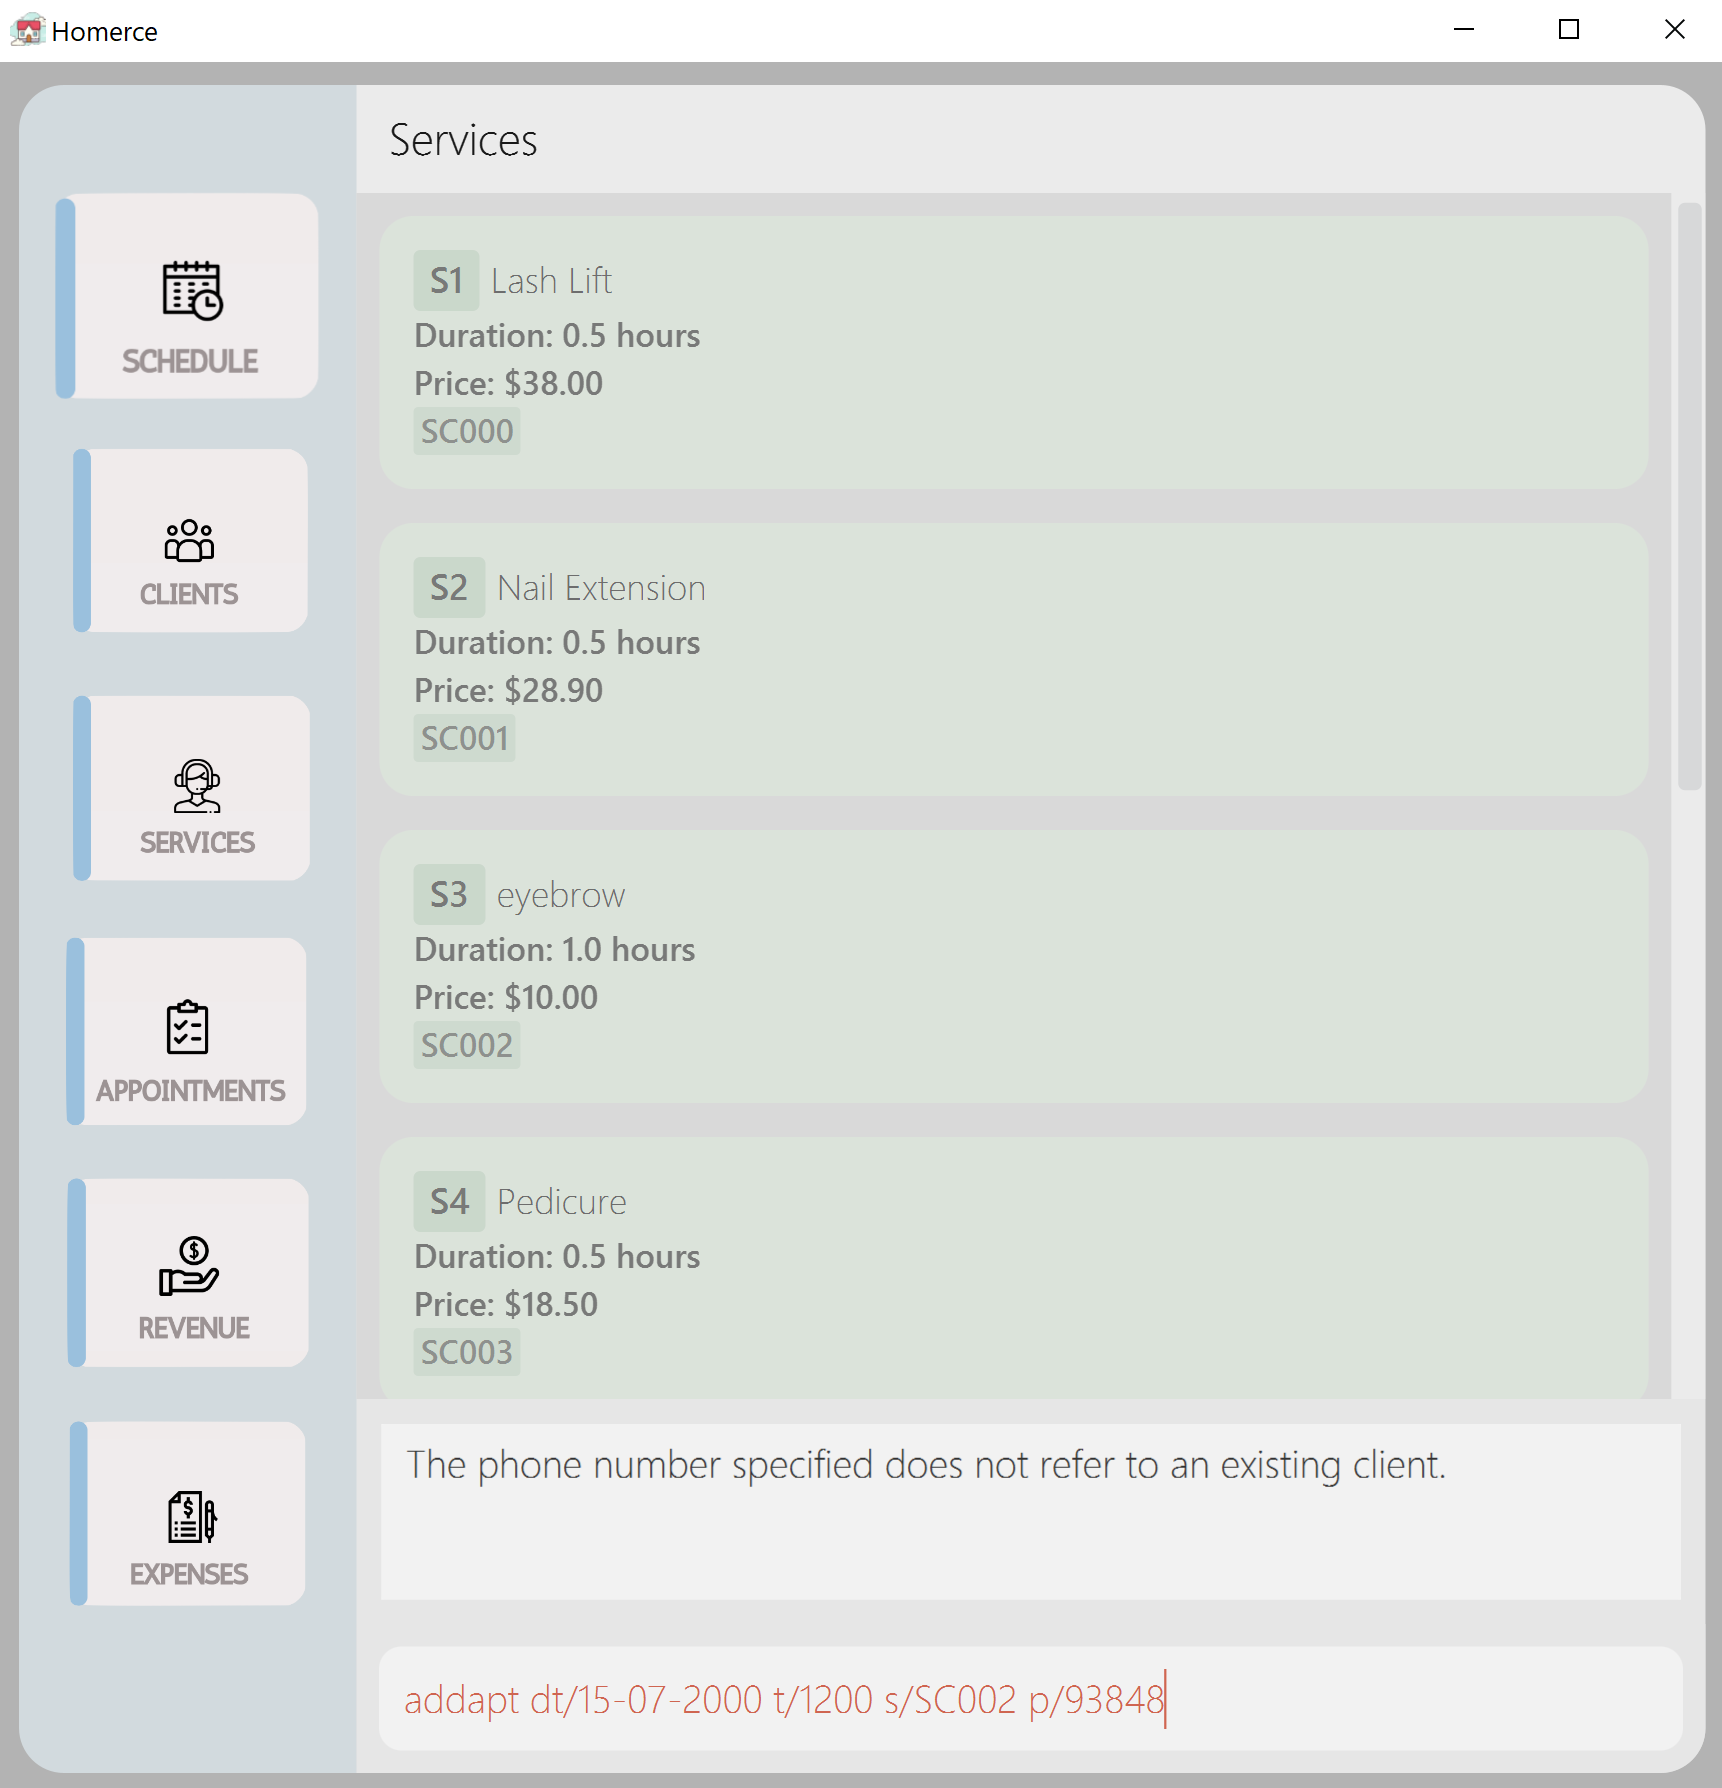 Homerce
Services
SCHEDULE
CLIENTS
SERVICES
APPOINTMENTS
REVENUE
EXPENSES
S1 Lash Lift
Duration: 0.5 hours
Price: $38.00
SC000
S2 Nail Extension
Duration: 0.5 hours
Price: $28.90
SC001
S3 eyebrow
Duration: 1.0 hours
Price: $10.00
SC002
S4 Pedicure
Duration: 0.5 hours
Price: $18.50
SC003
The phone number specified does not refer to an existing client.
addapt dt/15-07-2000 t/1200 s/SC002 p/93848